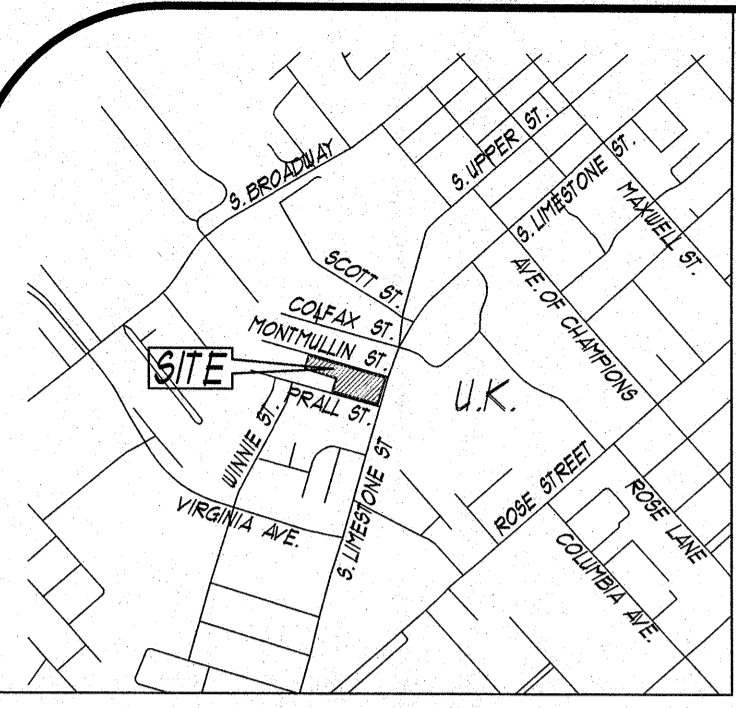 S. BROADWAY
S. UPPER ST.
S. LIMESTONE ST.
MAXWELL ST.
SCOTT ST.
AVE. OF CHAMPIONS
COLFAX ST.
MONTMULLIN ST.
SITE
U.K.
PRALL ST.
WINNIE ST.
VIRGINIA AVE.
S. LIMESTONE ST
ROSE STREET
ROSE LANE
COLUMBIA AVE.